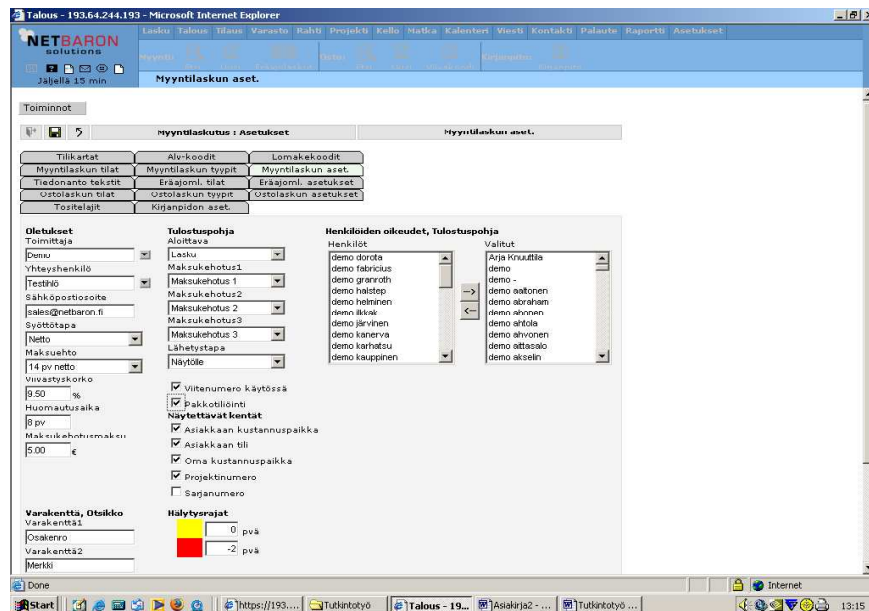 Talous - 193.64.244.193 - Microsoft Internet Explorer
NETBARON
solutions
Lasku Talous Tilaus Varasto Rahti Projekti Kello Matka Kalenteri Viesti Kontakti Palaute Raportti Asetukset
Myynti:
Osto:
Kirjanpito:
Jäljellä 15 min
Myyntilaskun aset.
Toiminnot
Myyntilaskutus : Asetukset
Myyntilaskun aset.
Tilikartat Alv-koodit Lomakekoodit
Myyntilaskun tilat Myyntilaskun tyypit Myyntilaskun aset.
Tiedonanto tekstit Eräajoml. tilat Eräajoml. asetukset
Ostolaskun tilat Ostolaskun tyypit Ostolaskun asetukset
Tositelajit Kirjanpidon aset.
Oletukset
Toimittaja
Demo
Yhteyshenkilö
Testihlö
Sähköpostiosoite
sales@netbaron.fi
Syöttötapa
Netto
Maksuehto
14 pv netto
Viivästyskorko
9.50 %
Huomautusaika
8 pv
Maksukehotusmaksu
5.00 €
Varakenttä, Otsikko
Varakenttä1
Osakenro
Varakenttä2
Merkki
Tulostuspohja
Aloittava
Lasku
Maksukehotus1
Maksukehotus 1
Maksukehotus2
Maksukehotus 2
Maksukehotus3
Maksukehotus 3
Lähetystapa
Näytölle
Viitenumero käytössä
Pakkotiliöinti
Näytettävät kentät
Asiakkaan kustannuspaikka
Asiakkaan tili
Oma kustannuspaikka
Projektinumero
Sarjanumero
Hälytysrajat
0 pvä
-2 pvä
Henkilöiden oikeudet, Tulostuspohja
Henkilöt
demo dorota
demo fabricius
demo granroth
demo halstep
demo helminen
demo ilkkak
demo järvinen
demo kanerva
demo karhatsu
demo kauppinen
-->
<--
Valitut
Arja Knuuttila
demo
demo -
demo aaltonen
demo abraham
demo ahonen
demo ahtola
demo ahvonen
demo aittasalo
demo akselin
Done
Internet
Start
https://193....
Tutkintotyö
Talous - 19...
Asiakirja2 - ...
Tutkintotyö ...
13:15